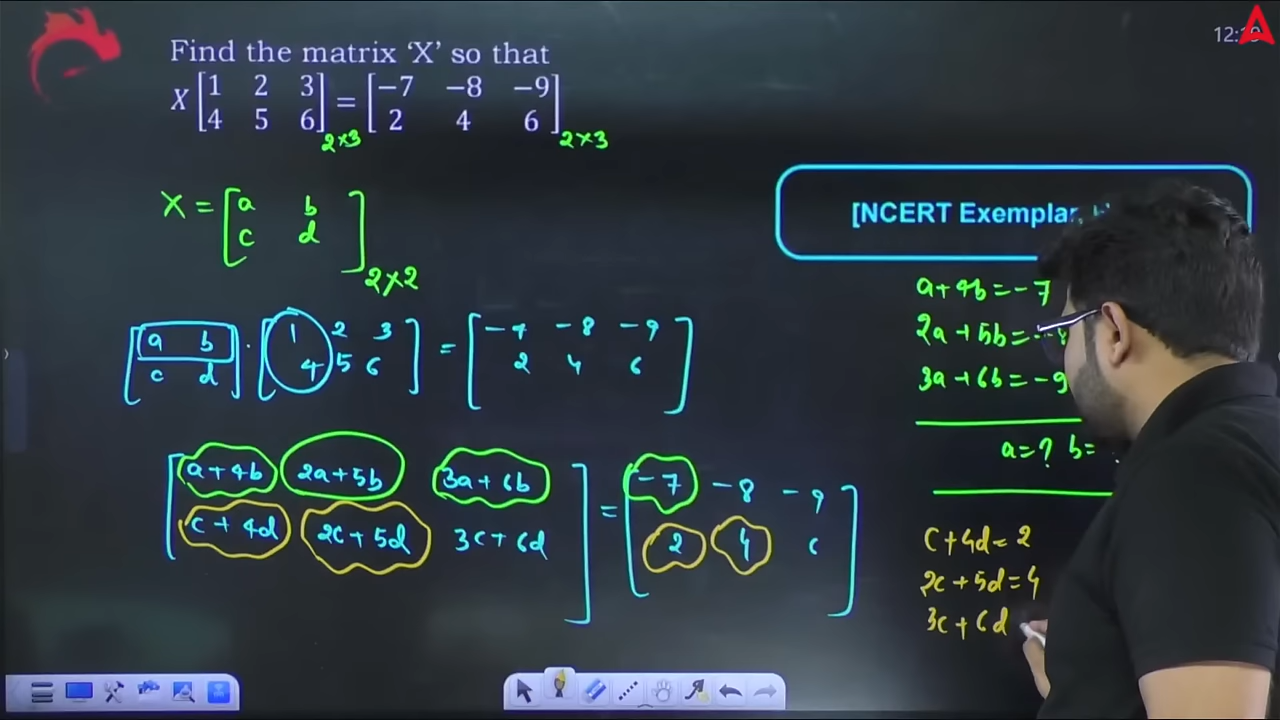 12:
Find the matrix ‘X’ so that
X [1 2 3] = [−7 −8 −9]
[4 5 6] 2×3 [2 4 6] 2×3
X = [a b]
[c d] 2×2
[NCERT Exemplar,
a+4b=-7
2a+5b=-8
3a+6b=-9
a=? b=
[a b] · [1 2 3] = [-7 -8 -9]
[c d] [4 5 6] [2 4 6]
[a+4b 2a+5b 3a+6b] = [-7 -8 -9]
[c+4d 2c+5d 3c+6d] [2 4 6]
c+4d=2
2c+5d=4
3c+6d